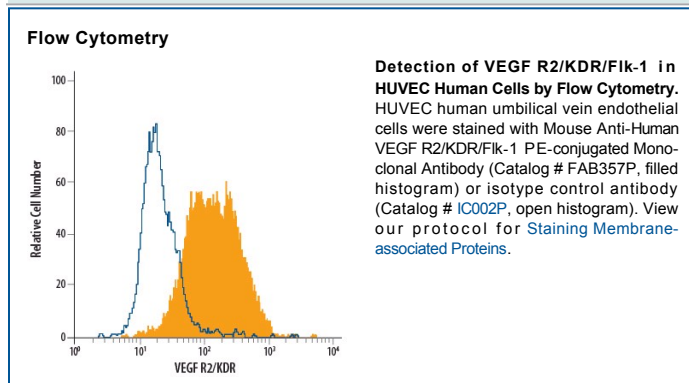 Flow Cytometry
Relative Cell Number
100
80
60
40
20
0
10⁰
10¹
10²
10³
10⁴
VEGF R2/KDR
Detection of VEGF R2/KDR/Flk-1 in
HUVEC Human Cells by Flow Cytometry.
HUVEC human umbilical vein endothelial
cells were stained with Mouse Anti-Human
VEGF R2/KDR/Flk-1 PE-conjugated Mono-
clonal Antibody (Catalog # FAB357P, filled
histogram) or isotype control antibody
(Catalog # IC002P, open histogram). View
our protocol for Staining Membrane-
associated Proteins.